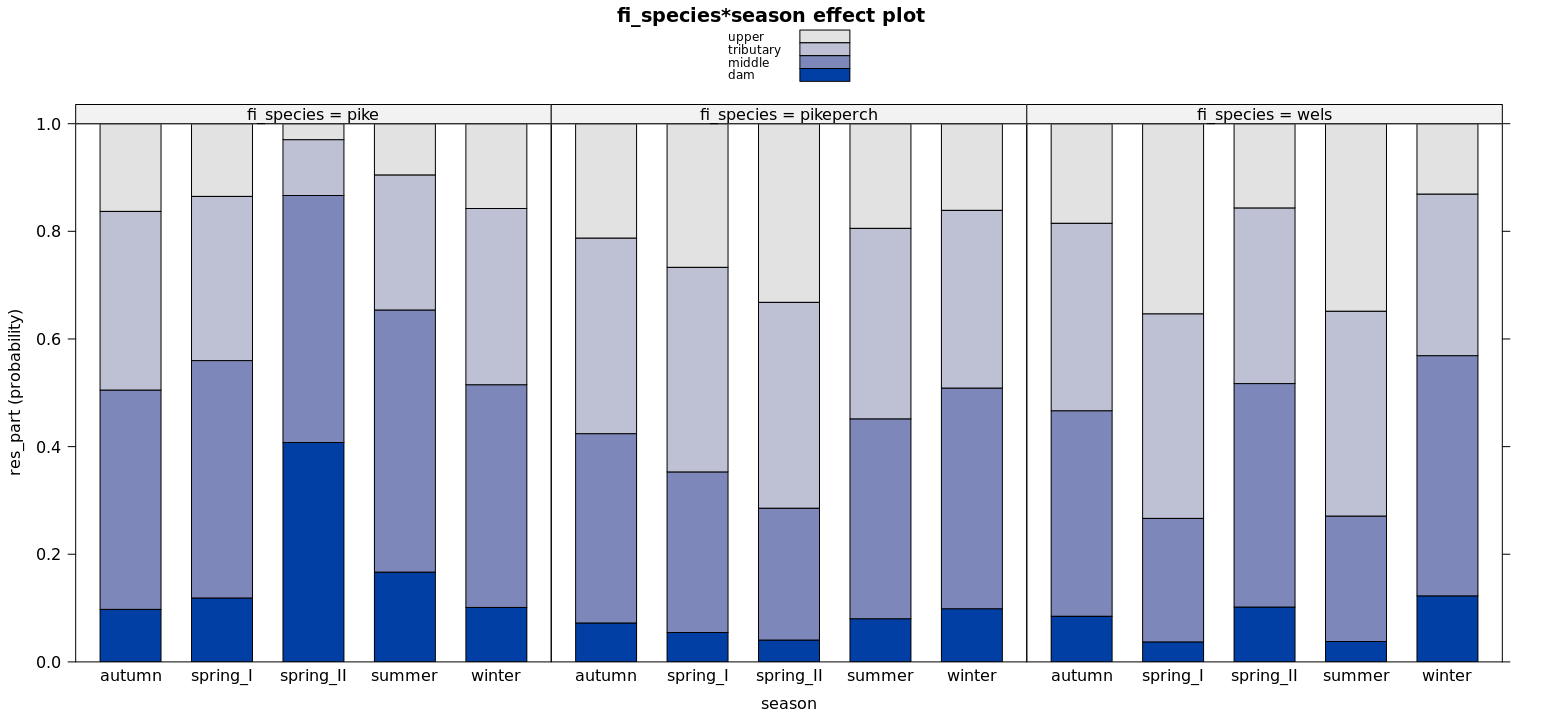 fi_species*season effect plot
upper
tributary
middle
dam
fi_species = pike
fi_species = pikeperch
fi_species = wels
1.0
0.8
0.6
0.4
0.2
0.0
res_part (probability)
autumn spring_I spring_II summer winter
autumn spring_I spring_II summer winter
autumn spring_I spring_II summer winter
season